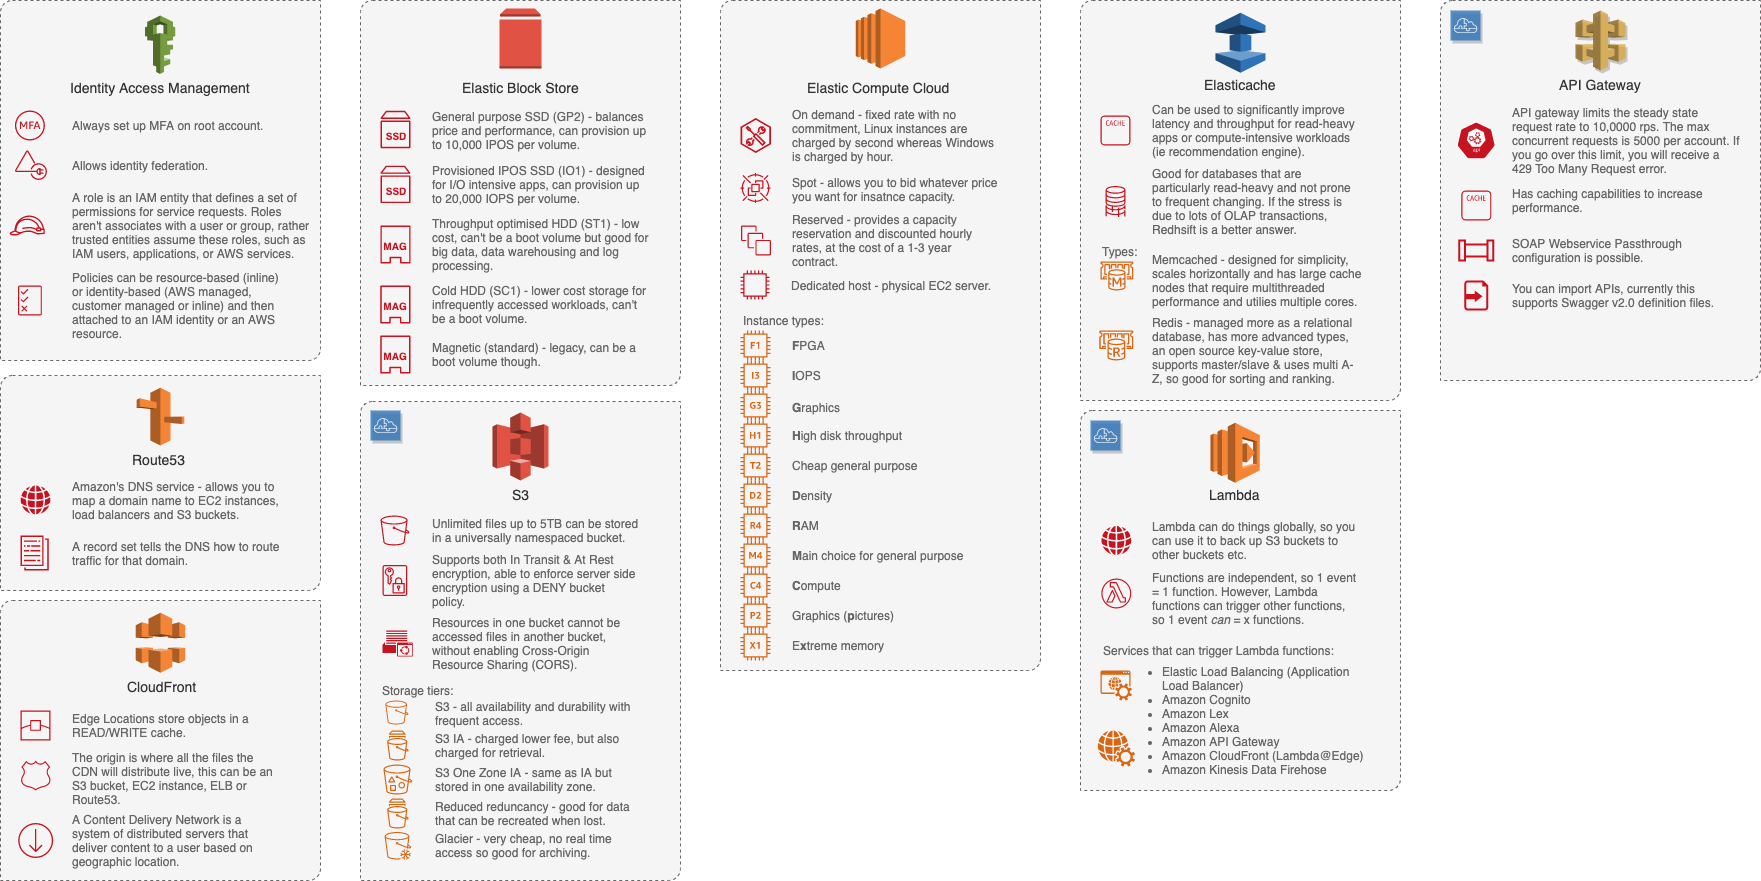 Identity Access Management
MFA
Always set up MFA on root account.
Allows identity federation.
A role is an IAM entity that defines a set of
permissions for service requests. Roles
aren't associates with a user or group, rather
trusted entities assume these roles, such as
IAM users, applications, or AWS services.
Policies can be resource-based (inline)
or identity-based (AWS managed,
customer managed or inline) and then
attached to an IAM identity or an AWS
resource.
Route53
Amazon's DNS service - allows you to
map a domain name to EC2 instances,
load balancers and S3 buckets.
A record set tells the DNS how to route
traffic for that domain.
CloudFront
Edge Locations store objects in a
READ/WRITE cache.
The origin is where all the files the
CDN will distribute live, this can be an
S3 bucket, EC2 instance, ELB or
Route53.
A Content Delivery Network is a
system of distributed servers that
deliver content to a user based on
geographic location.
Elastic Block Store
SSD
General purpose SSD (GP2) - balances
price and performance, can provision up
to 10,000 IPOS per volume.
SSD
Provisioned IPOS SSD (IO1) - designed
for I/O intensive apps, can provision up
to 20,000 IOPS per volume.
MAG
Throughput optimised HDD (ST1) - low
cost, can't be a boot volume but good for
big data, data warehousing and log
processing.
MAG
Cold HDD (SC1) - lower cost storage for
infrequently accessed workloads, can't
be a boot volume.
MAG
Magnetic (standard) - legacy, can be a
boot volume though.
S3
Unlimited files up to 5TB can be stored
in a universally namespaced bucket.
Supports both In Transit & At Rest
encryption, able to enforce server side
encryption using a DENY bucket
policy.
Resources in one bucket cannot be
accessed files in another bucket,
without enabling Cross-Origin
Resource Sharing (CORS).
Storage tiers:
S3 - all availability and durability with
frequent access.
S3 IA - charged lower fee, but also
charged for retrieval.
S3 One Zone IA - same as IA but
stored in one availability zone.
Reduced reduncancy - good for data
that can be recreated when lost.
Glacier - very cheap, no real time
access so good for archiving.
Elastic Compute Cloud
On demand - fixed rate with no
commitment, Linux instances are
charged by second whereas Windows
is charged by hour.
Spot - allows you to bid whatever price
you want for insatnce capacity.
Reserved - provides a capacity
reservation and discounted hourly
rates, at the cost of a 1-3 year
contract.
Dedicated host - physical EC2 server.
Instance types:
F1 FPGA
I3 IOPS
G3 Graphics
H1 High disk throughput
T2 Cheap general purpose
D2 Density
R4 RAM
M4 Main choice for general purpose
C4 Compute
P2 Graphics (pictures)
X1 Extreme memory
Elasticache
CACHE
Can be used to significantly improve
latency and throughput for read-heavy
apps or compute-intensive workloads
(ie recommendation engine).
Good for databases that are
particularly read-heavy and not prone
to frequent changing. If the stress is
due to lots of OLAP transactions,
Redhsift is a better answer.
Types:
M
Memcached - designed for simplicity,
scales horizontally and has large cache
nodes that require multithreaded
performance and utilies multiple cores.
R
Redis - managed more as a relational
database, has more advanced types,
an open source key-value store,
supports master/slave & uses multi A-
Z, so good for sorting and ranking.
Lambda
Lambda can do things globally, so you
can use it to back up S3 buckets to
other buckets etc.
Functions are independent, so 1 event
= 1 function. However, Lambda
functions can trigger other functions,
so 1 event can = x functions.
Services that can trigger Lambda functions:
• Elastic Load Balancing (Application
Load Balancer)
• Amazon Cognito
• Amazon Lex
• Amazon Alexa
• Amazon API Gateway
• Amazon CloudFront (Lambda@Edge)
• Amazon Kinesis Data Firehose
API Gateway
API
API gateway limits the steady state
request rate to 10,0000 rps. The max
concurrent requests is 5000 per account. If
you go over this limit, you will receive a
429 Too Many Request error.
CACHE
Has caching capabilities to increase
performance.
SOAP Webservice Passthrough
configuration is possible.
You can import APIs, currently this
supports Swagger v2.0 definition files.